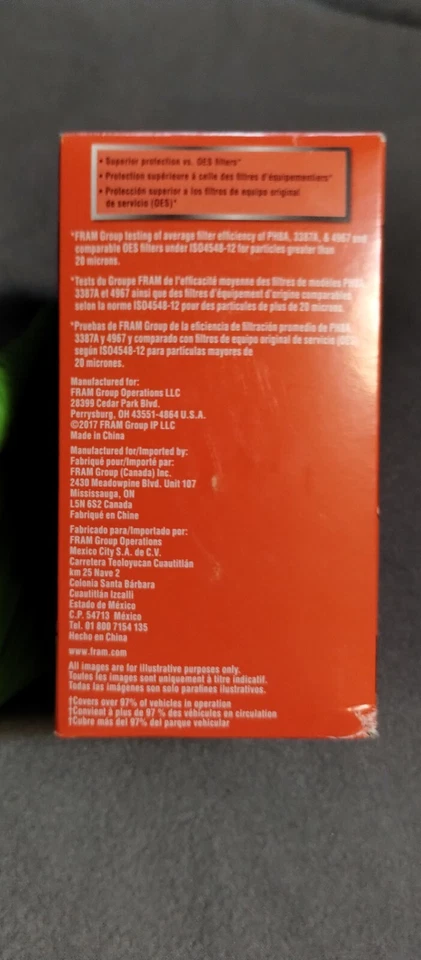 • Superior protection vs. OES filters*
• Protection supérieure à celle des filtres d'équipementiers*
• Protección superior a los filtros de equipo original
de servicio (OES)*
*FRAM Group testing of average filter efficiency of PH8A, 3387A, & 4967 and
comparable OES filters under ISO4548-12 for particles greater than
20 microns.
*Tests de Groupe FRAM de l'efficacité moyenne des filtres de modèles PH8A,
3387A et 4967 ainsi que des filtres d'équipement d'origine comparables
selon la norme ISO4548-12 pour des particules de plus de 20 microns.
*Pruebas de FRAM Group de la eficiencia de filtración promedio de PH8A,
3387A y 4967 y comparado con filtros de equipo original de servicio (OES)
según ISO4548-12 para partículas mayores de
20 micrones.
Manufactured for:
FRAM Group Operations LLC
28399 Cedar Park Blvd.
Perrysburg, OH 43551-4864 U.S.A.
©2017 FRAM Group IP LLC
Made in China
Manufactured for/Imported by:
Fabriqué pour/Importé par:
FRAM Group (Canada) Inc.
2430 Meadowpine Blvd. Unit 107
Mississauga, ON
L5N 6S2 Canada
Fabriqué en Chine
Fabricado para/Importado por:
FRAM Group Operations
Mexico City S.A. de C.V.
Carretera Teoloyucan Cuautitlán
km 25 Nave 2
Colonia Santa Bárbara
Cuautitlán Izcalli
Estado de México
C.P. 54713 México
Tel. 01 800 7154 135
Hecho en China
www.fram.com
All images are for illustrative purposes only.
Toutes les images sont uniquement à titre indicatif.
Todas las imágenes son solo para fines ilustrativos.
†Covers over 97% of vehicles in operation
†Convient à plus de 97 % des véhicules en circulation
†Cubre más del 97% del parque vehicular